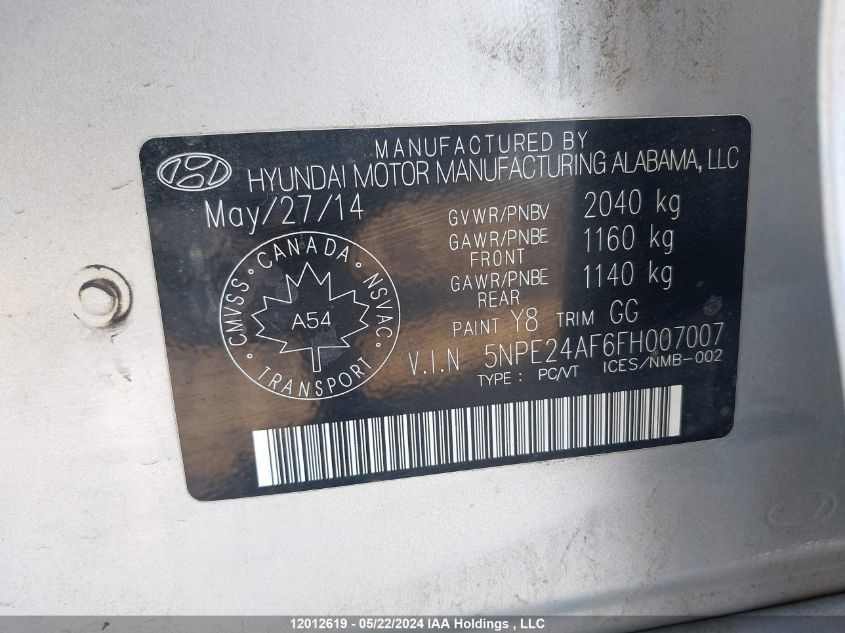 MANUFACTURED BY
HYUNDAI MOTOR MANUFACTURING ALABAMA, LLC
May/27/14
GVWR/PNBV 2040 kg
GAWR/PNBE FRONT 1160 kg
GAWR/PNBE REAR 1140 kg
PAINT Y8 TRIM GG
V.I.N 5NPE24AF6FH007007
TYPE : PC/VT ICES/NMB-002
CMVSS • CANADA • NSVAC • TRANSPORT •
A54
12012619 - 05/22/2024 IAA Holdings , LLC